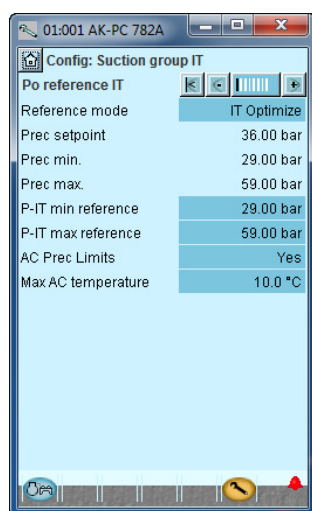 01:001 AK-PC 782A
Config: Suction group IT
Po reference IT
Reference mode IT Optimize
Prec setpoint 36.00 bar
Prec min. 29.00 bar
Prec max. 59.00 bar
P-IT min reference 29.00 bar
P-IT max reference 59.00 bar
AC Prec Limits Yes
Max AC temperature 10.0 °C